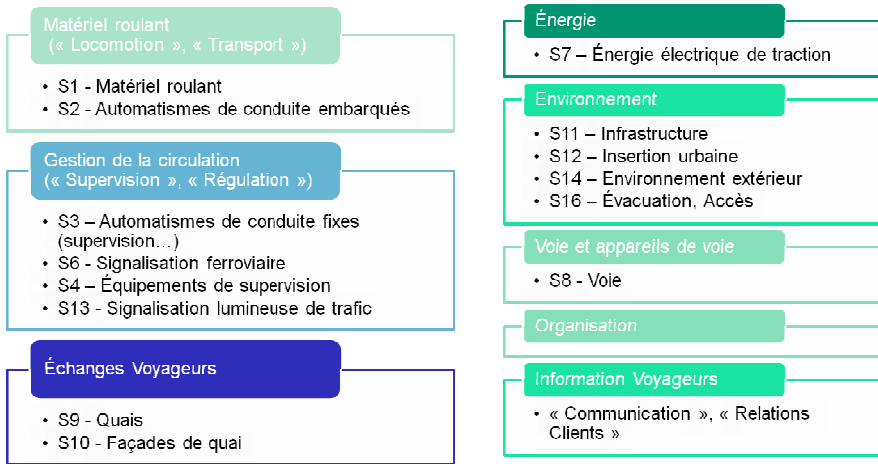 Matériel roulant
(« Locomotion », « Transport »)
• S1 - Matériel roulant
• S2 - Automatismes de conduite embarqués
Gestion de la circulation
(« Supervision », « Régulation »)
• S3 – Automatismes de conduite fixes
(supervision…)
• S6 - Signalisation ferroviaire
• S4 – Équipements de supervision
• S13 - Signalisation lumineuse de trafic
Échanges Voyageurs
• S9 - Quais
• S10 - Façades de quai
Énergie
• S7 – Énergie électrique de traction
Environnement
• S11 – Infrastructure
• S12 – Insertion urbaine
• S14 – Environnement extérieur
• S16 – Évacuation, Accès
Voie et appareils de voie
• S8 - Voie
Organisation
Information Voyageurs
• « Communication », « Relations
Clients »